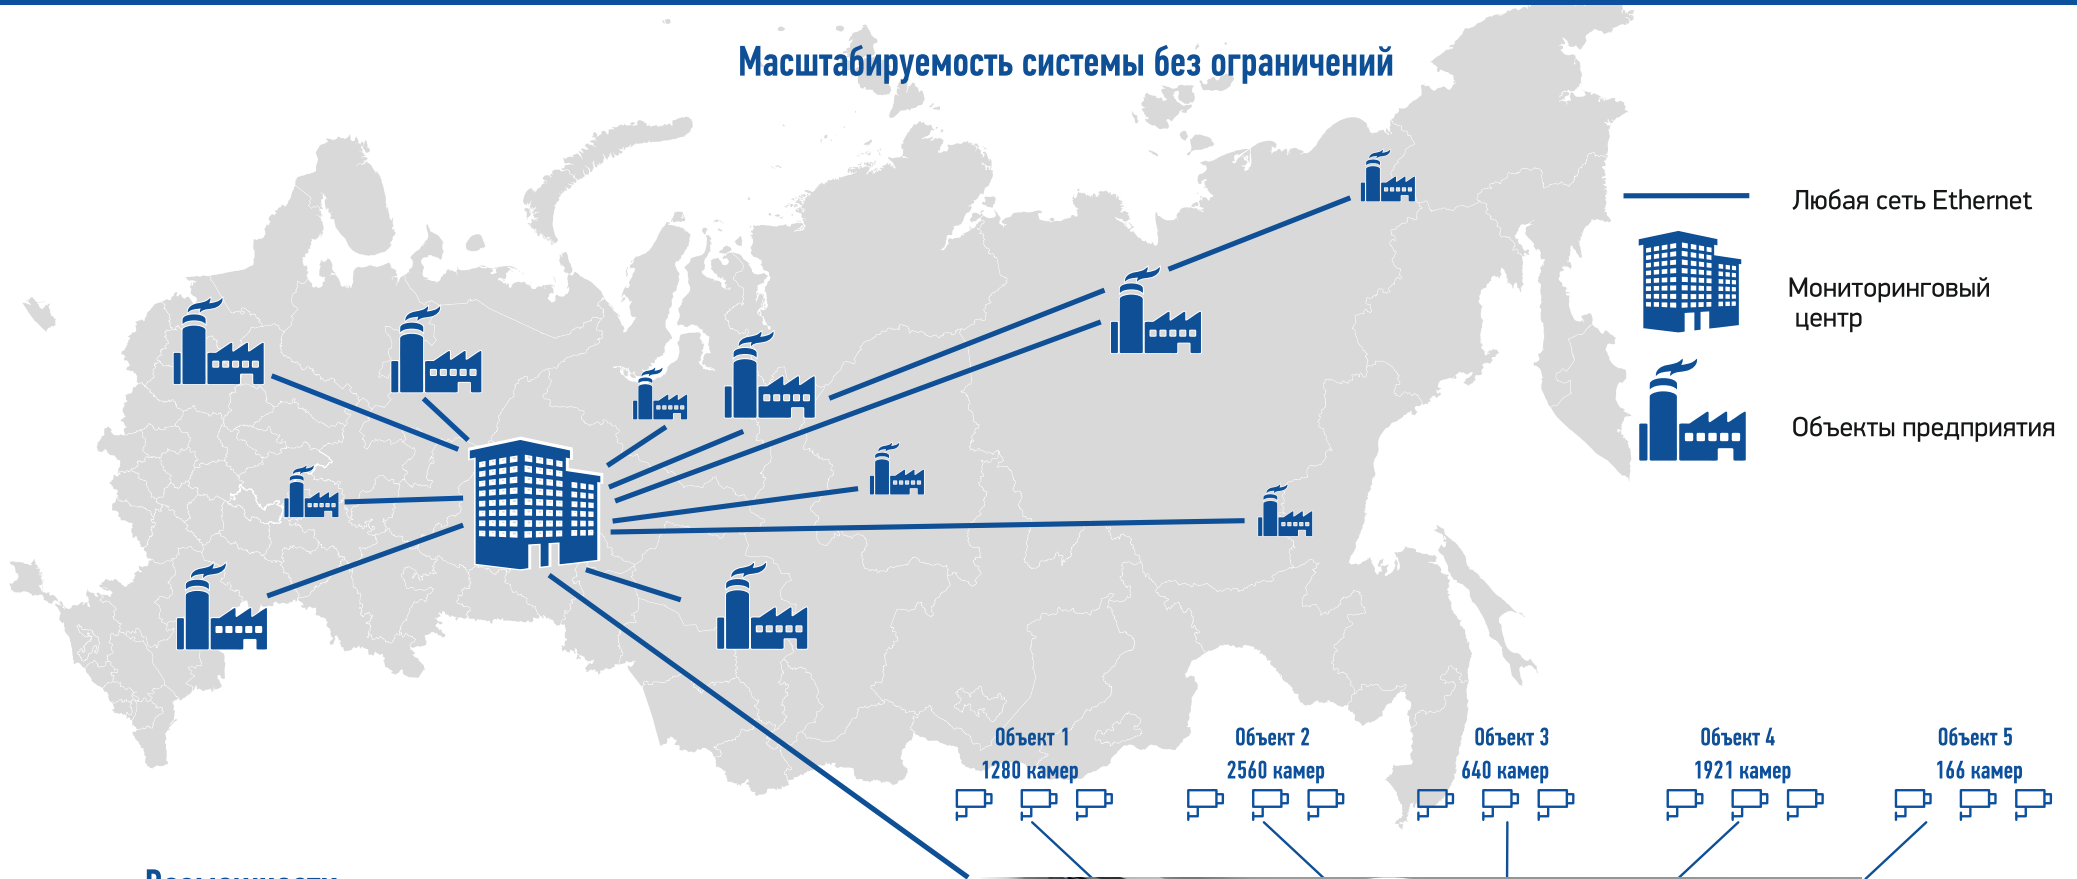 Масштабируемость системы без ограничений
Любая сеть Ethernet
Мониторинговый
центр
Объекты предприятия
Объект 1
1280 камер
Объект 2
2560 камер
Объект 3
640 камер
Объект 4
1921 камер
Объект 5
166 камер